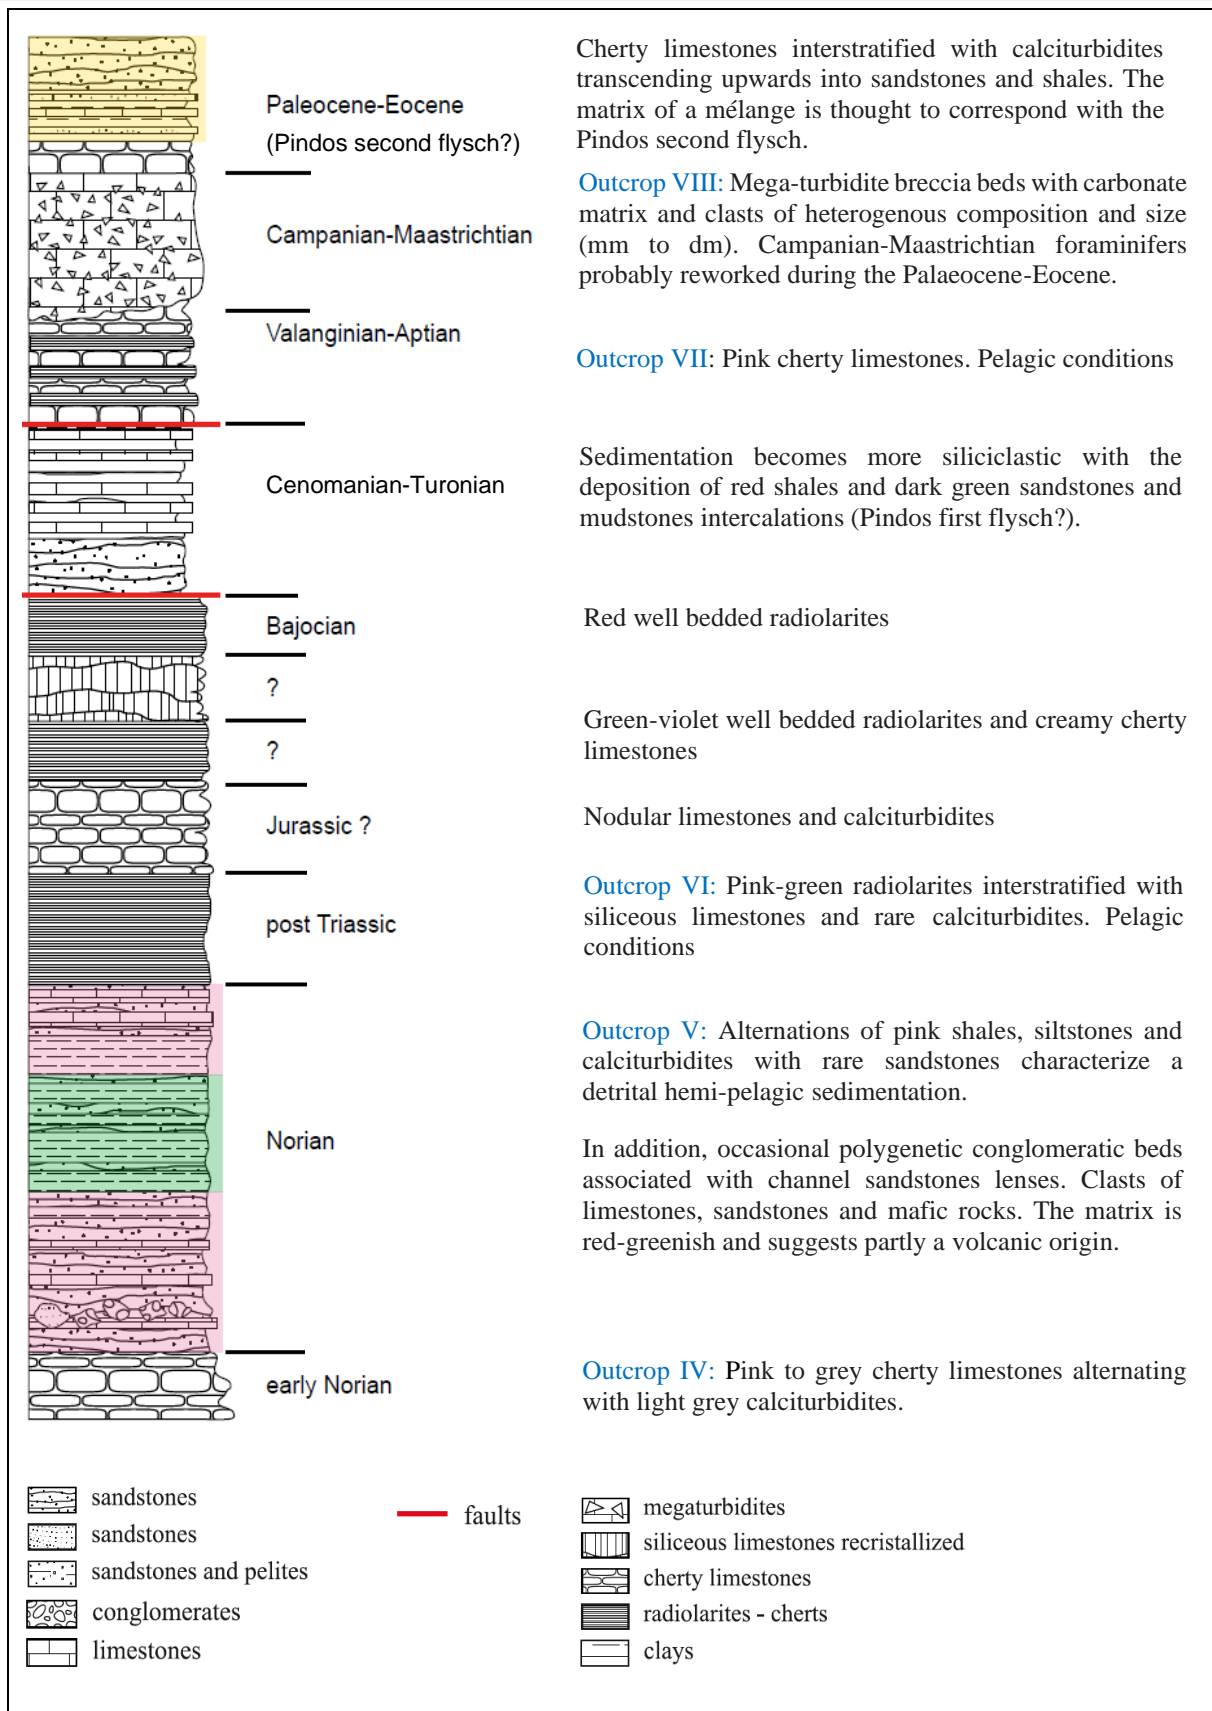 Cherty limestones interstratified with calciturbidites
transcending upwards into sandstones and shales. The
matrix of a mélange is thought to correspond with the
Pindos second flysch.
Paleocene-Eocene
(Pindos second flysch?)
Outcrop VIII: Mega-turbidite breccia beds with carbonate
matrix and clasts of heterogenous composition and size
(mm to dm). Campanian-Maastrichtian foraminifers
probably reworked during the Palaeocene-Eocene.
Campanian-Maastrichtian
Valanginian-Aptian
Outcrop VII: Pink cherty limestones. Pelagic conditions
Cenomanian-Turonian
Sedimentation becomes more siliciclastic with the
deposition of red shales and dark green sandstones and
mudstones intercalations (Pindos first flysch?).
Bajocian
Red well bedded radiolarites
?
?
Green-violet well bedded radiolarites and creamy cherty
limestones
Jurassic ?
Nodular limestones and calciturbidites
post Triassic
Outcrop VI: Pink-green radiolarites interstratified with
siliceous limestones and rare calciturbidites. Pelagic
conditions
Norian
Outcrop V: Alternations of pink shales, siltstones and
calciturbidites with rare sandstones characterize a
detrital hemi-pelagic sedimentation.
In addition, occasional polygenetic conglomeratic beds
associated with channel sandstones lenses. Clasts of
limestones, sandstones and mafic rocks. The matrix is
red-greenish and suggests partly a volcanic origin.
early Norian
Outcrop IV: Pink to grey cherty limestones alternating
with light grey calciturbidites.
sandstones
sandstones
sandstones and pelites
conglomerates
limestones
faults
megaturbidites
siliceous limestones recristallized
cherty limestones
radiolarites - cherts
clays